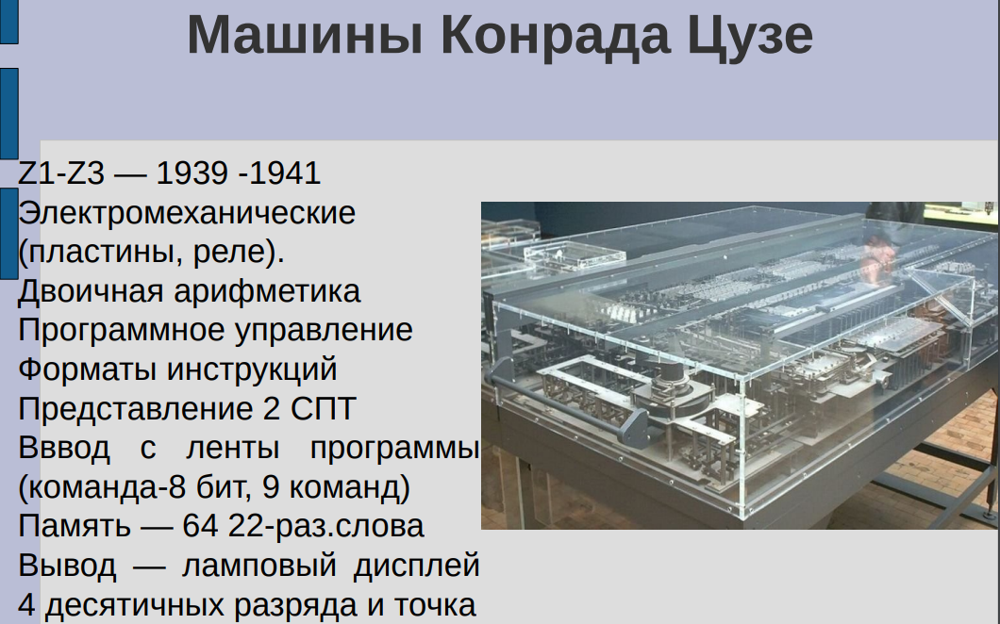 Машины Конрада Цузе
Z1-Z3 — 1939 -1941
Электромеханические
(пластины, реле).
Двоичная арифметика
Программное управление
Форматы инструкций
Представление 2 СПТ
Вввод с ленты программы
(команда-8 бит, 9 команд)
Память — 64 22-раз.слова
Вывод — ламповый дисплей
4 десятичных разряда и точка